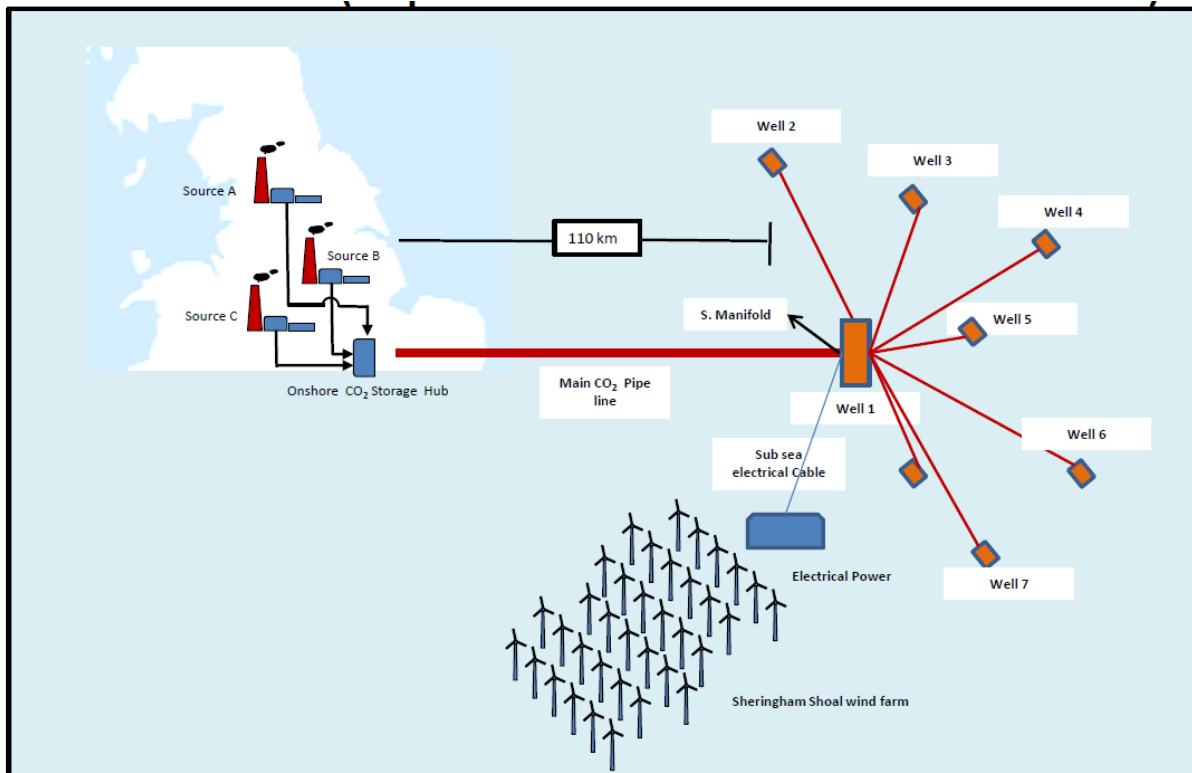 Well 2
Well 3
Source A
Well 4
110 km
Source B
S. Manifold
Well 5
Source C
Onshore CO₂ Storage Hub
Main CO₂ Pipe
line
Well 1
Well 6
Sub sea
electrical Cable
Electrical Power
Well 7
Sheringham Shoal wind farm